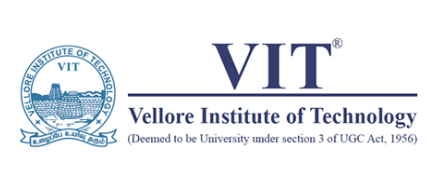 VELLORE INSTITUTE OF TECHNOLOGY
VIT
VIT®
Vellore Institute of Technology
(Deemed to be University under section 3 of UGC Act, 1956)